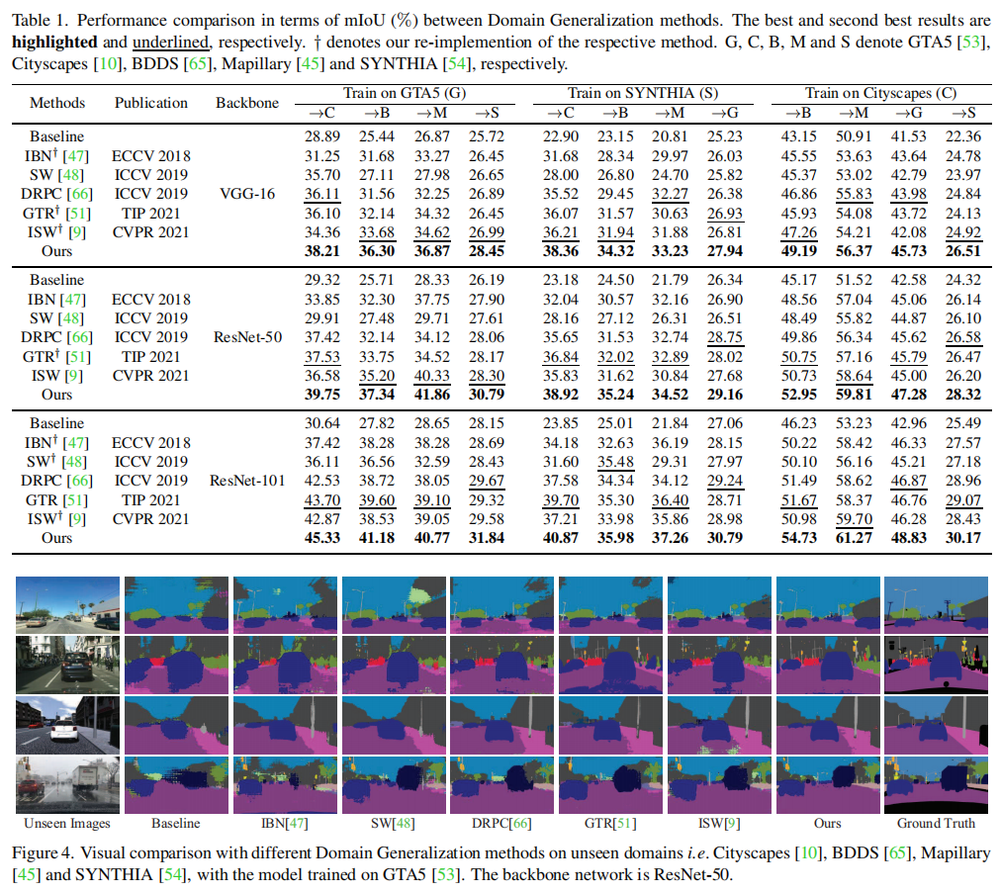 Table 1. Performance comparison in terms of mIoU (%) between Domain Generalization methods. The best and second best results are
highlighted and underlined, respectively. † denotes our re-implemention of the respective method. G, C, B, M and S denote GTA5 [53],
Cityscapes [10], BDDS [65], Mapillary [45] and SYNTHIA [54], respectively.
Methods Publication Backbone Train on GTA5 (G) Train on SYNTHIA (S) Train on Cityscapes (C)
→C →B →M →S →C →B →M →G →B →M →G →S
Baseline 28.89 25.44 26.87 25.72 22.90 23.15 20.81 25.23 43.15 50.91 41.53 22.36
IBN† [47] ECCV 2018 31.25 31.68 33.27 26.45 31.68 28.34 29.97 26.03 45.55 53.63 43.64 24.78
SW [48] ICCV 2019 35.70 27.11 27.98 26.65 28.00 26.80 24.70 25.82 45.37 53.02 42.79 23.97
DRPC [66] ICCV 2019 VGG-16 36.11 31.56 32.25 26.89 35.52 29.45 32.27 26.38 46.86 55.83 43.98 24.84
GTR† [51] TIP 2021 36.10 32.14 34.32 26.45 36.07 31.57 30.63 26.93 45.93 54.08 43.72 24.13
ISW† [9] CVPR 2021 34.36 33.68 34.62 26.99 36.21 31.94 31.88 26.81 47.26 54.21 42.08 24.92
Ours 38.21 36.30 36.87 28.45 38.36 34.32 33.23 27.94 49.19 56.37 45.73 26.51
Baseline 29.32 25.71 28.33 26.19 23.18 24.50 21.79 26.34 45.17 51.52 42.58 24.32
IBN [47] ECCV 2018 33.85 32.30 37.75 27.90 32.04 30.57 32.16 26.90 48.56 57.04 45.06 26.14
SW [48] ICCV 2019 29.91 27.48 29.71 27.61 28.16 27.12 26.31 26.51 48.49 55.82 44.87 26.10
DRPC [66] ICCV 2019 ResNet-50 37.42 32.14 34.12 28.06 35.65 31.53 32.74 28.75 49.86 56.34 45.62 26.58
GTR† [51] TIP 2021 37.53 33.75 34.52 28.17 36.84 32.02 32.89 28.02 50.75 57.16 45.79 26.47
ISW [9] CVPR 2021 36.58 35.20 40.33 28.30 35.83 31.62 30.84 27.68 50.73 58.64 45.00 26.20
Ours 39.75 37.34 41.86 30.79 38.92 35.24 34.52 29.16 52.95 59.81 47.28 28.32
Baseline 30.64 27.82 28.65 28.15 23.85 25.01 21.84 27.06 46.23 53.23 42.96 25.49
IBN† [47] ECCV 2018 37.42 38.28 38.28 28.69 34.18 32.63 36.19 28.15 50.22 58.42 46.33 27.57
SW† [48] ICCV 2019 36.11 36.56 32.59 28.43 31.60 35.48 29.31 27.97 50.10 56.16 45.21 27.18
DRPC [66] ICCV 2019 ResNet-101 42.53 38.72 38.05 29.67 37.58 34.34 34.12 29.24 51.49 58.62 46.87 28.96
GTR [51] TIP 2021 43.70 39.60 39.10 29.32 39.70 35.30 36.40 28.71 51.67 58.37 46.76 29.07
ISW† [9] CVPR 2021 42.87 38.53 39.05 29.58 37.21 33.98 35.86 28.98 50.98 59.70 46.28 28.43
Ours 45.33 41.18 40.77 31.84 40.87 35.98 37.26 30.79 54.73 61.27 48.83 30.17
Unseen Images Baseline IBN[47] SW[48] DRPC[66] GTR[51] ISW[9] Ours Ground Truth
Figure 4. Visual comparison with different Domain Generalization methods on unseen domains i.e. Cityscapes [10], BDDS [65], Mapillary
[45] and SYNTHIA [54], with the model trained on GTA5 [53]. The backbone network is ResNet-50.